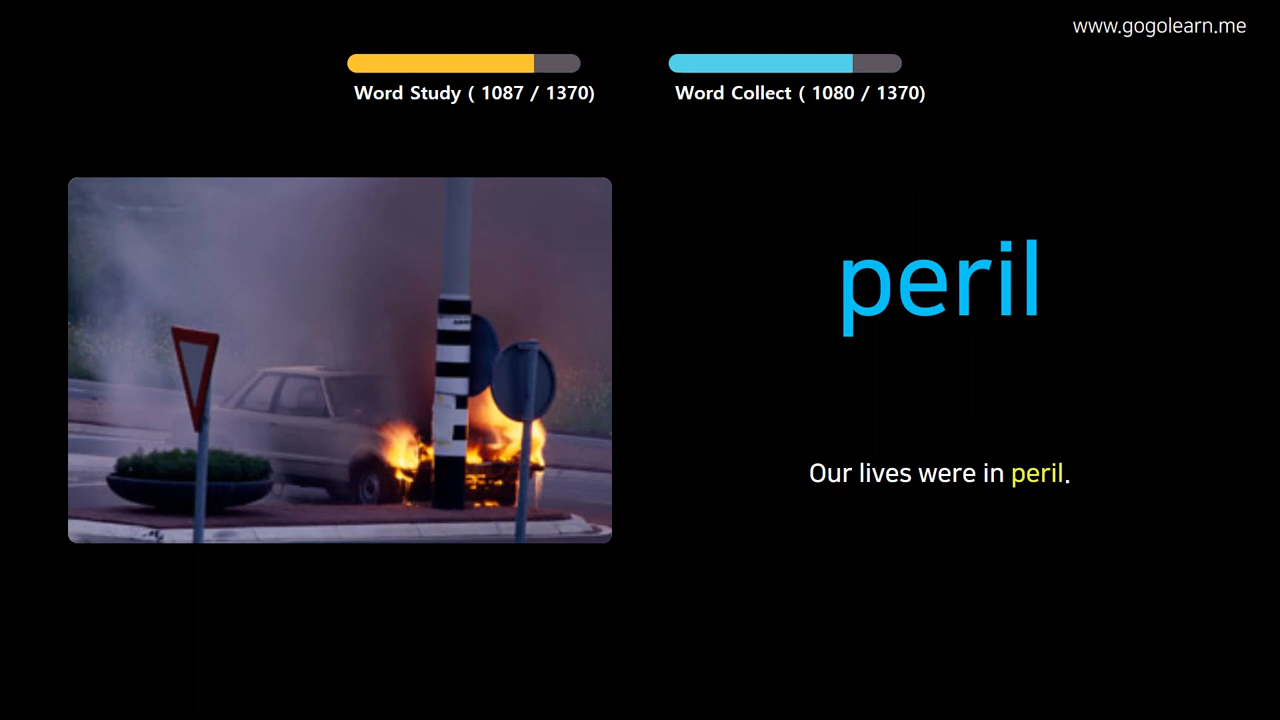 www.gogolearn.me
Word Study ( 1087 / 1370)
Word Collect ( 1080 / 1370)
peril
Our lives were in peril.